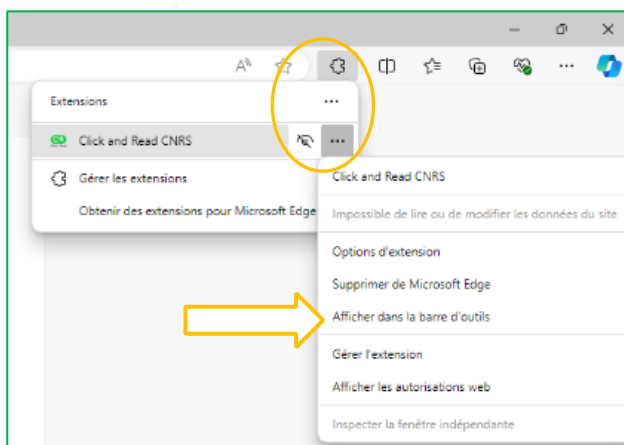 Extensions
Click and Read CNRS
Gérer les extensions
Obtenir des extensions pour Microsoft Edge
Click and Read CNRS
Impossible de lire ou de modifier les données du site
Options d'extension
Supprimer de Microsoft Edge
Afficher dans la barre d'outils
Gérer l'extension
Afficher les autorisations web
Inspecter la fenêtre indépendante